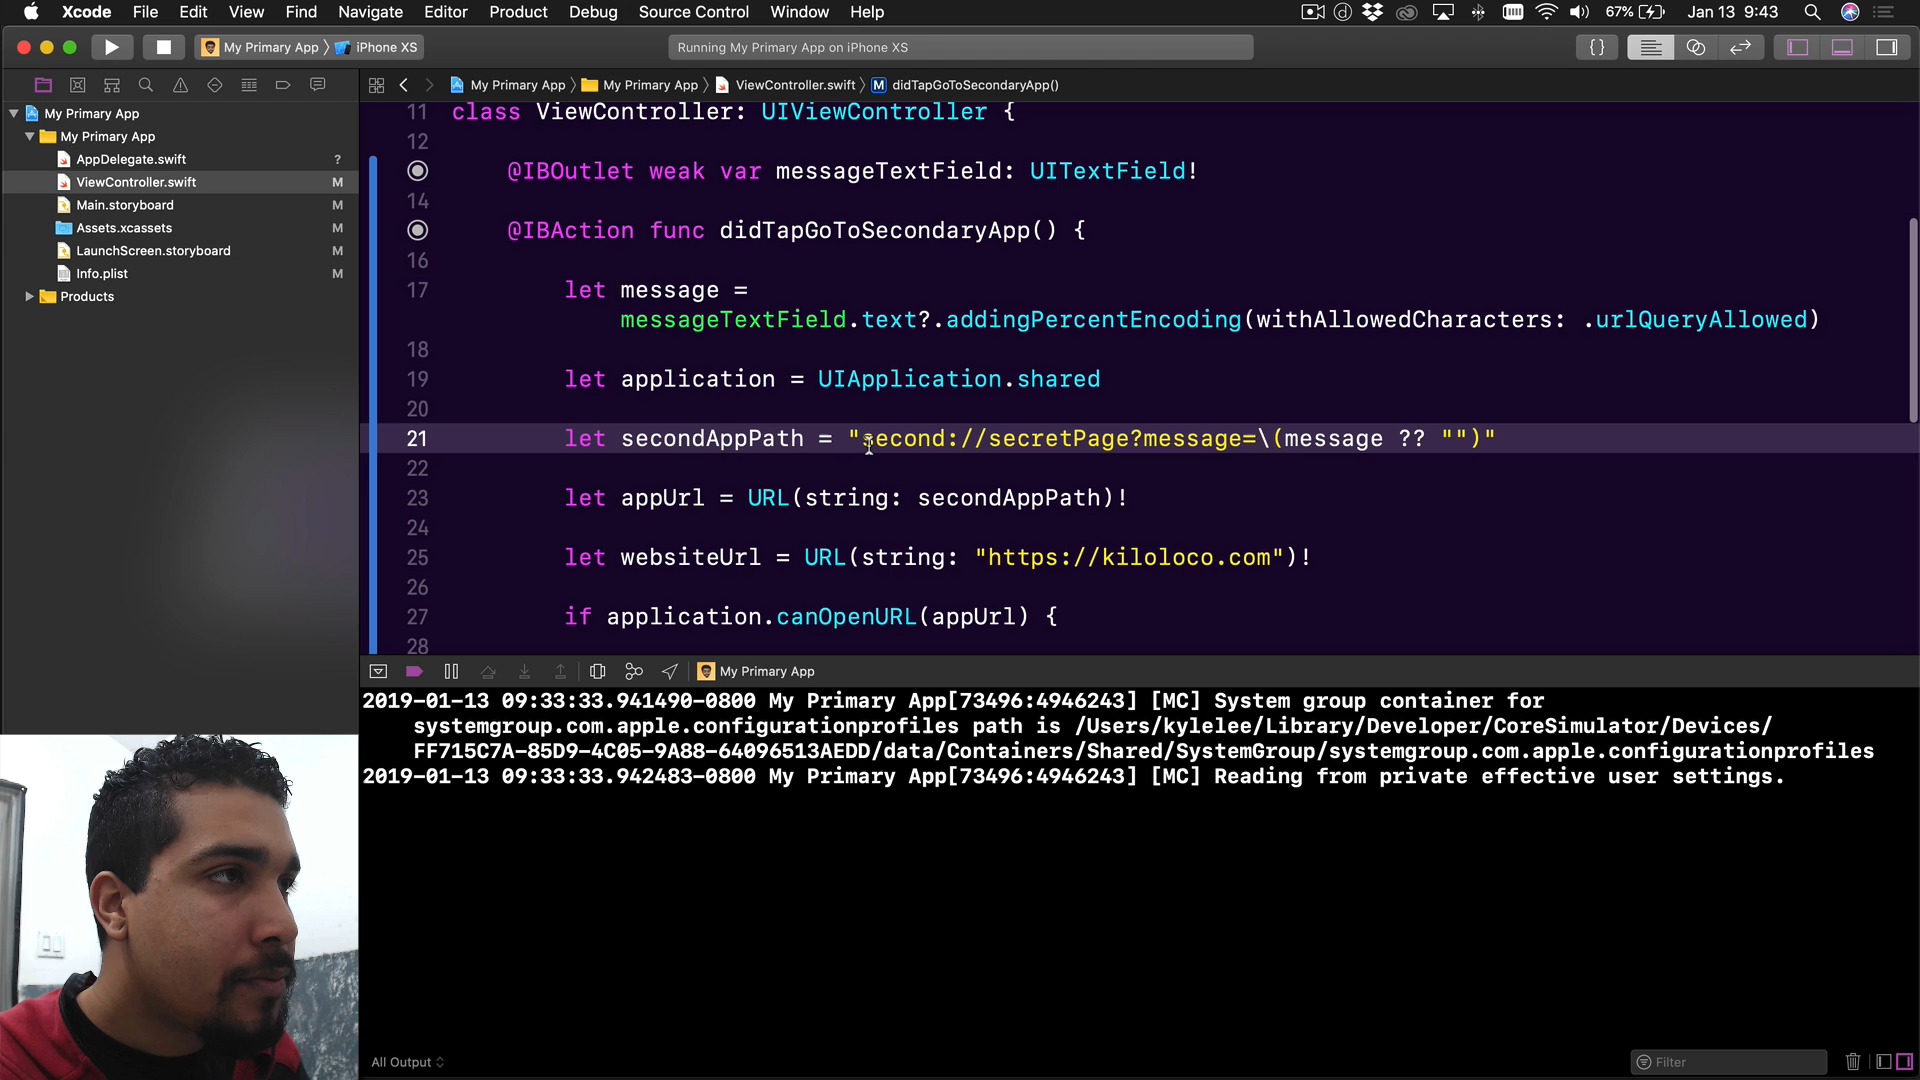 Xcode File Edit View Find Navigate Editor Product Debug Source Control Window Help 67% Jan 13 9:43
My Primary App iPhone XS Running My Primary App on iPhone XS {}
My Primary App My Primary App ViewController.swift M didTapGoToSecondaryApp()
My Primary App
My Primary App
AppDelegate.swift ?
ViewController.swift M
Main.storyboard M
Assets.xcassets M
LaunchScreen.storyboard M
Info.plist M
Products
11 class ViewController: UIViewController {
12
@IBOutlet weak var messageTextField: UITextField!
14
@IBAction func didTapGoToSecondaryApp() {
16
17 let message =
messageTextField.text?.addingPercentEncoding(withAllowedCharacters: .urlQueryAllowed)
18
19 let application = UIApplication.shared
20
21 let secondAppPath = "second://secretPage?message=\(message ?? "")"
22
23 let appUrl = URL(string: secondAppPath)!
24
25 let websiteUrl = URL(string: "https://kiloloco.com")!
26
27 if application.canOpenURL(appUrl) {
28
My Primary App
2019-01-13 09:33:33.941490-0800 My Primary App[73496:4946243] [MC] System group container for
systemgroup.com.apple.configurationprofiles path is /Users/kylelee/Library/Developer/CoreSimulator/Devices/
FF715C7A-85D9-4C05-9A88-64096513AEDD/data/Containers/Shared/SystemGroup/systemgroup.com.apple.configurationprofiles
2019-01-13 09:33:33.942483-0800 My Primary App[73496:4946243] [MC] Reading from private effective user settings.
All Output Filter